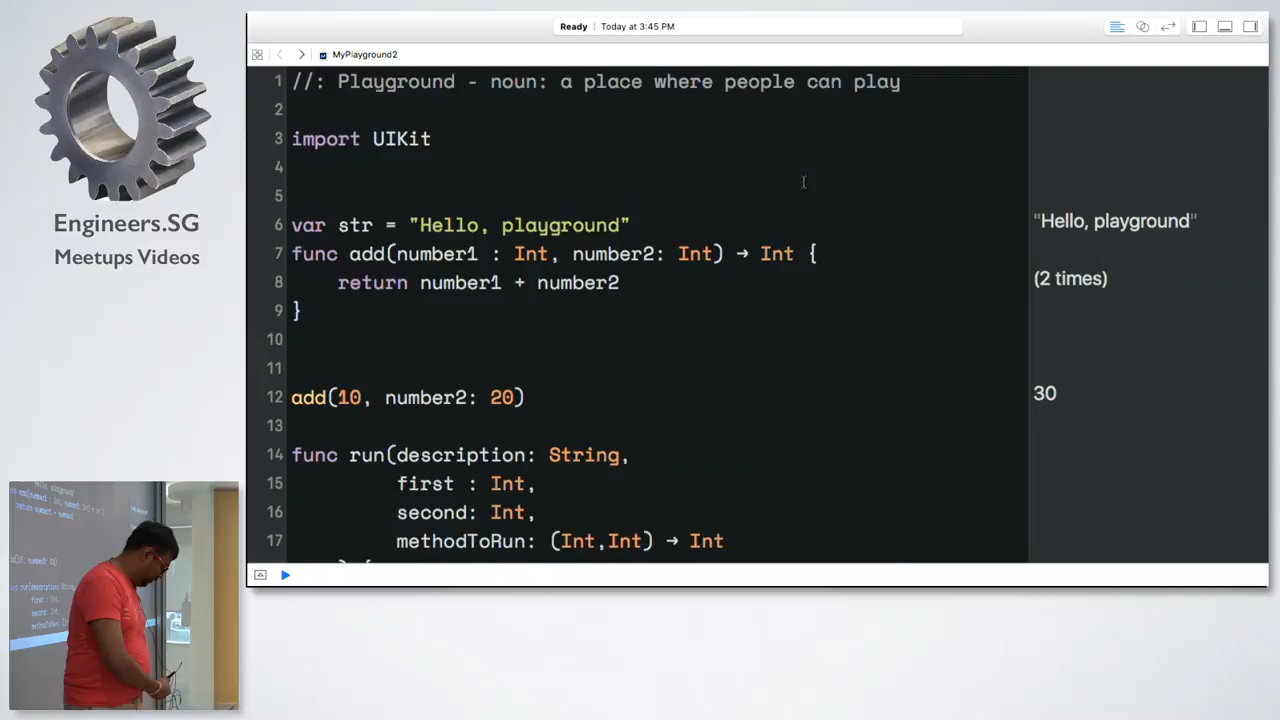 Engineers.SG
Meetups Videos
Ready | Today at 3:45 PM
MyPlayground2
1 //: Playground - noun: a place where people can play
2
3 import UIKit
4
5
6 var str = "Hello, playground"
"Hello, playground"
7 func add(number1 : Int, number2: Int) → Int {
8 return number1 + number2
(2 times)
9 }
10
11
12 add(10, number2: 20)
30
13
14 func run(description: String,
15 first : Int,
16 second: Int,
17 methodToRun: (Int,Int) → Int